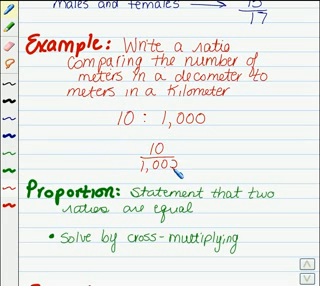 males and females → 15
17
Example: Write a ratio
Comparing the number of
meters in a decometer to
meters in a kilometer
10 : 1,000
10
1,000
Proportion: Statement that two
ratios are equal
• Solve by cross-multiplying